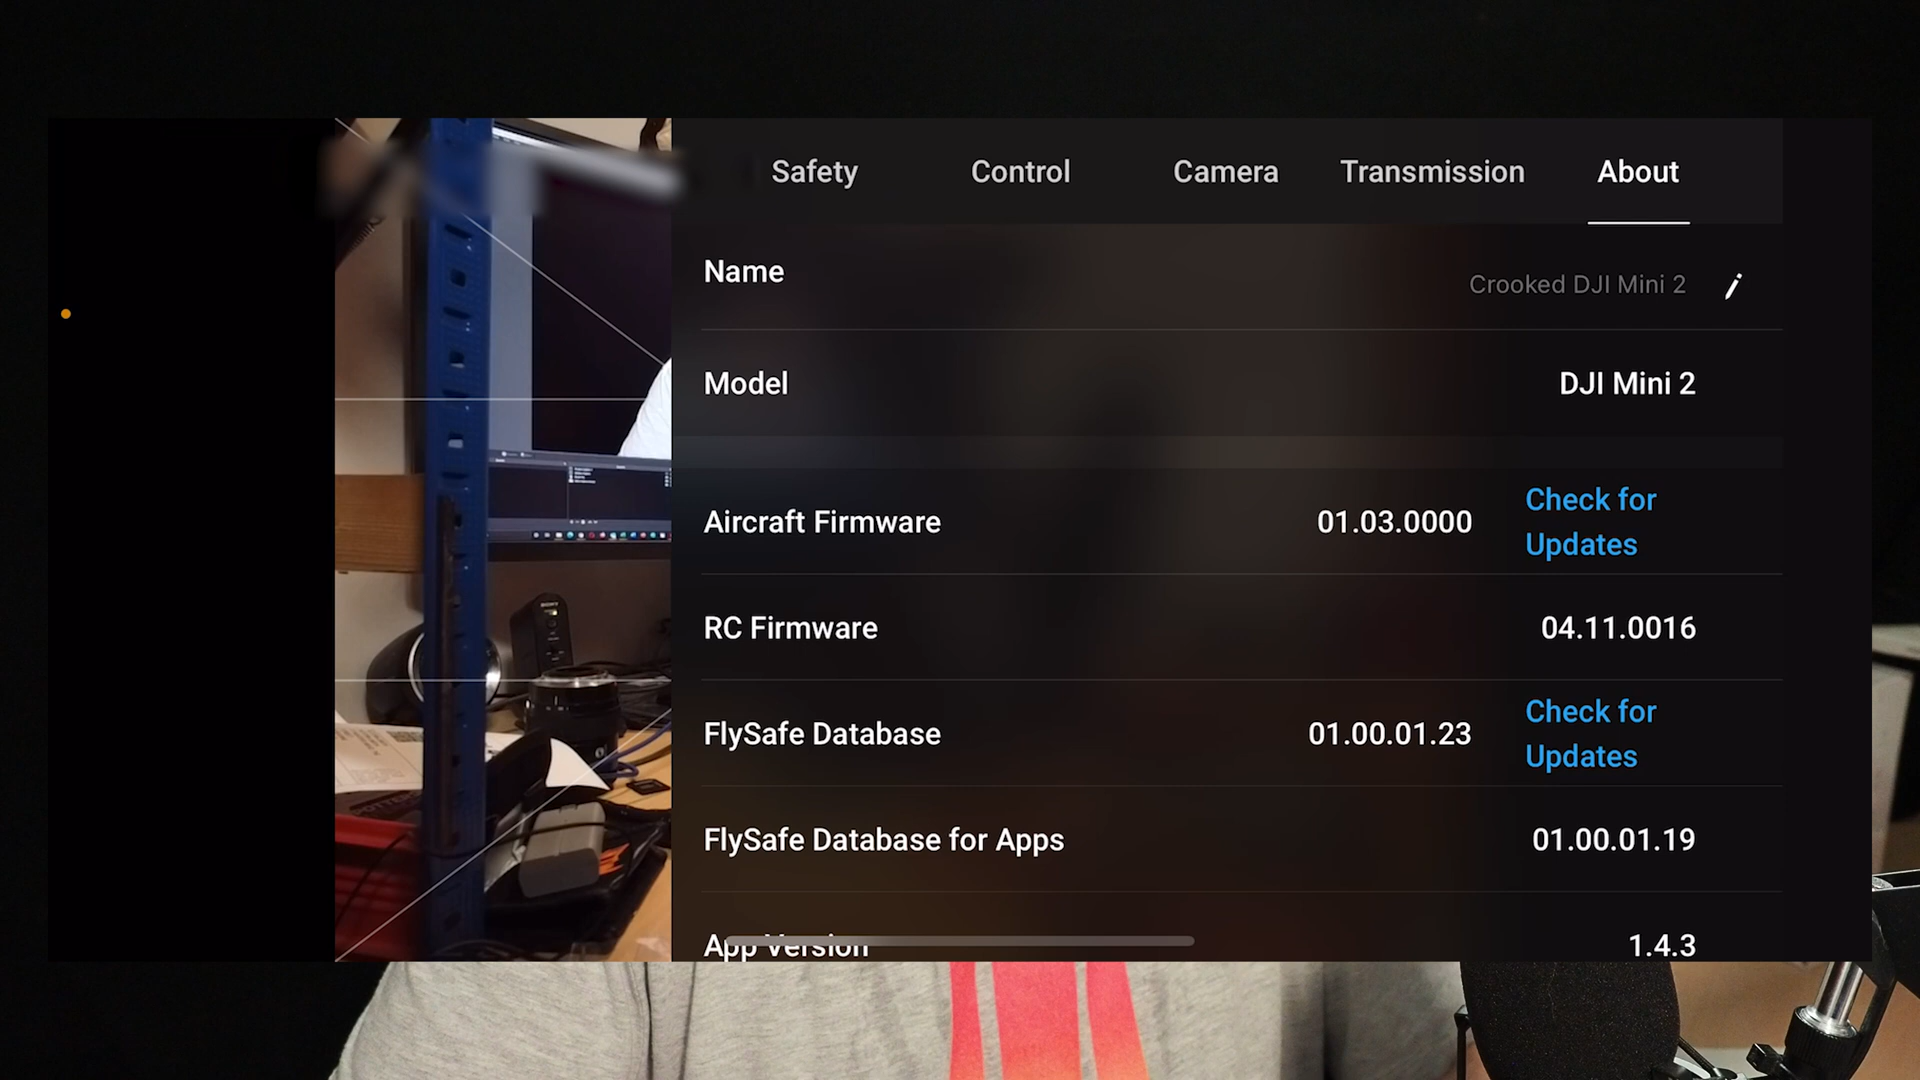 Safety Control Camera Transmission About
Name Crooked DJI Mini 2
Model DJI Mini 2
Aircraft Firmware 01.03.0000 Check for
Updates
RC Firmware 04.11.0016
FlySafe Database 01.00.01.23 Check for
Updates
FlySafe Database for Apps 01.00.01.19
App Version 1.4.3
SONY